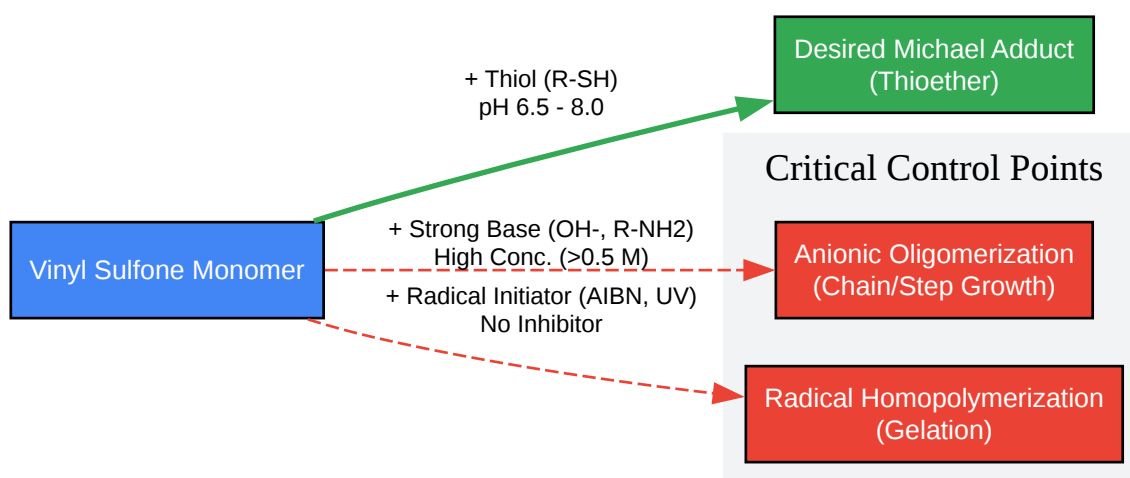 Desired Michael Adduct
(Thioether)
+ Thiol (R-SH)
pH 6.5 - 8.0
Critical Control Points
Vinyl Sulfone Monomer
+ Strong Base (OH-, R-NH2)
High Conc. (>0.5 M)
Anionic Oligomerization
(Chain/Step Growth)
+ Radical Initiator (AIBN, UV)
No Inhibitor
Radical Homopolymerization
(Gelation)